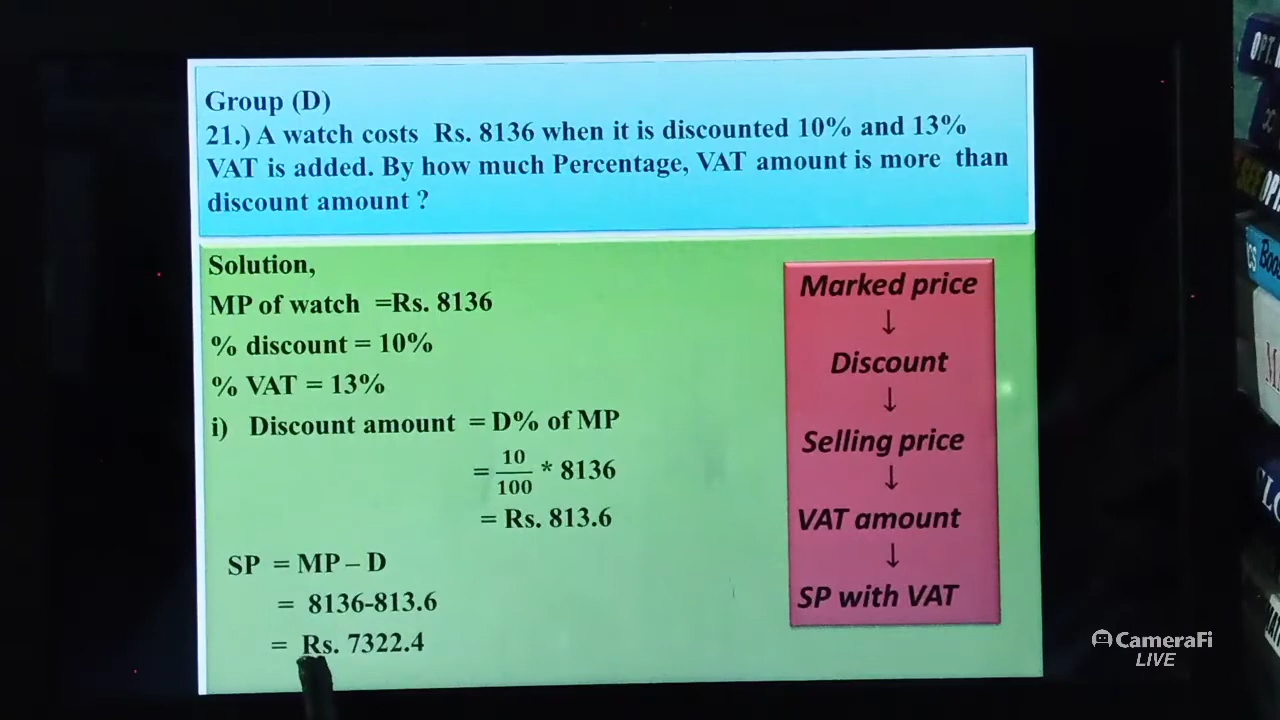 Group (D)
21.) A watch costs Rs. 8136 when it is discounted 10% and 13%
VAT is added. By how much Percentage, VAT amount is more than
discount amount ?
Solution,
MP of watch =Rs. 8136
% discount = 10%
% VAT = 13%
i) Discount amount = D% of MP
= 10/100 * 8136
= Rs. 813.6
SP = MP – D
= 8136-813.6
= Rs. 7322.4
Marked price
↓
Discount
↓
Selling price
↓
VAT amount
↓
SP with VAT
CameraFi
LIVE